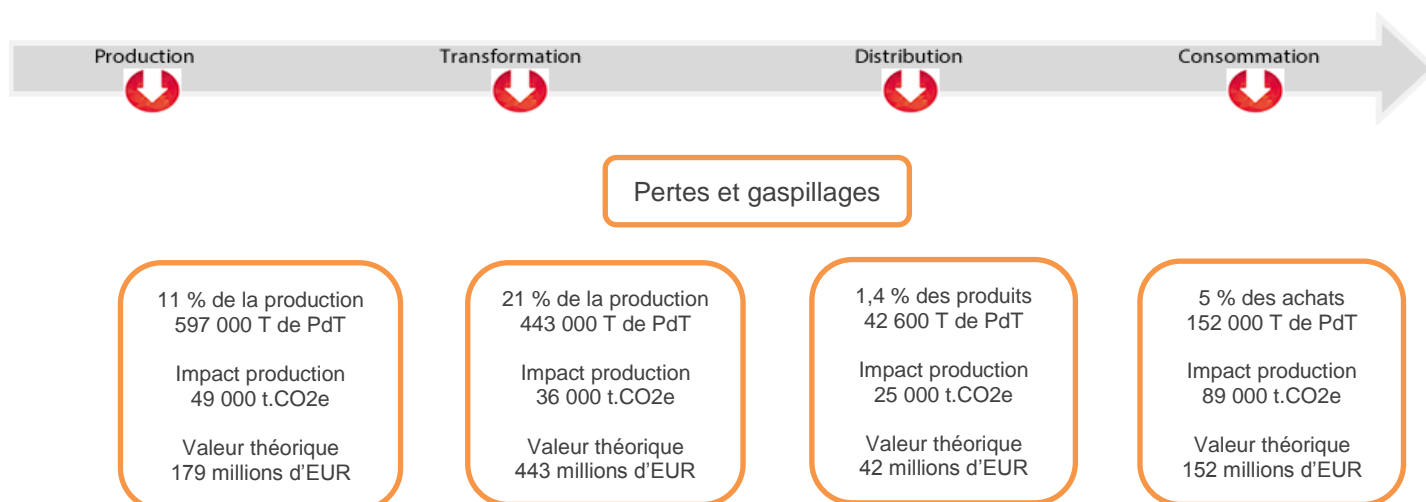 Production
Transformation
Distribution
Consommation
Pertes et gaspillages
11 % de la production
597 000 T de PdT
Impact production
49 000 t.CO2e
Valeur théorique
179 millions d’EUR
21 % de la production
443 000 T de PdT
Impact production
36 000 t.CO2e
Valeur théorique
443 millions d’EUR
1,4 % des produits
42 600 T de PdT
Impact production
25 000 t.CO2e
Valeur théorique
42 millions d’EUR
5 % des achats
152 000 T de PdT
Impact production
89 000 t.CO2e
Valeur théorique
152 millions d’EUR